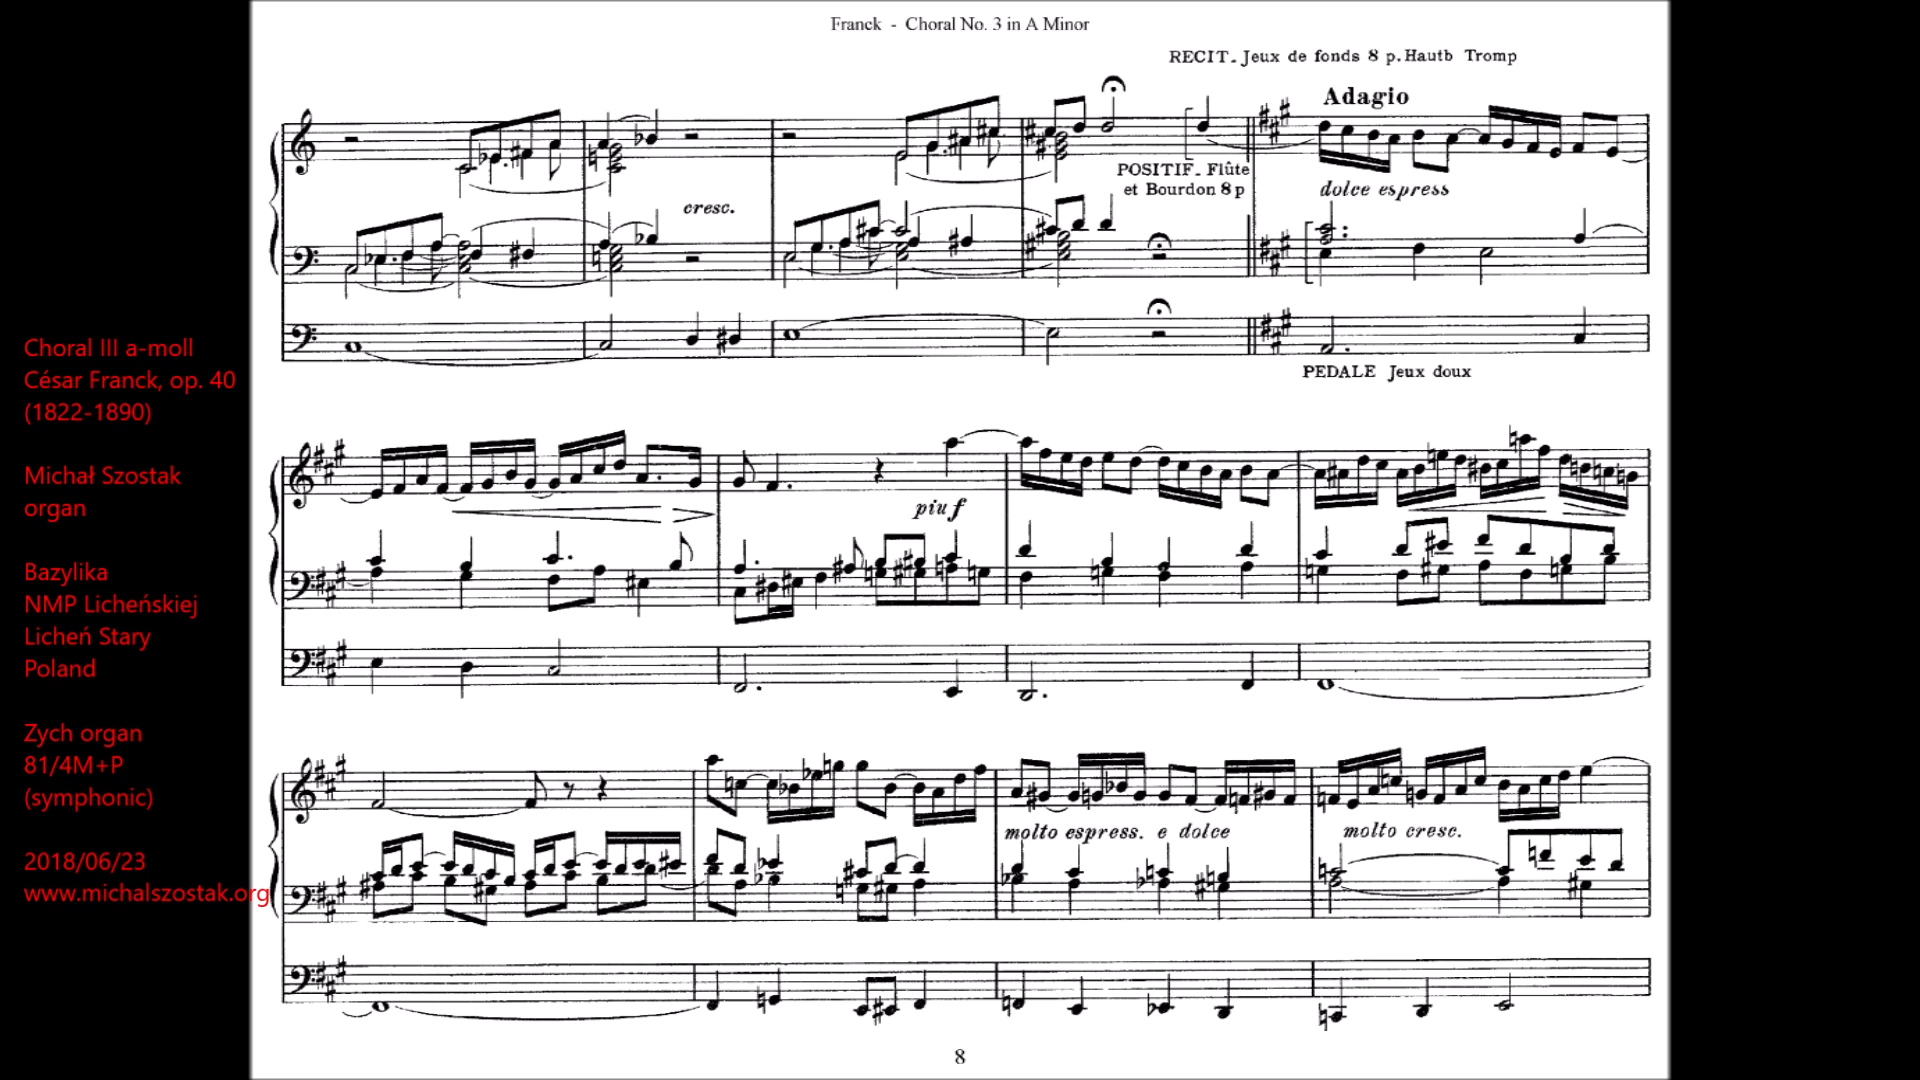 Franck - Choral No. 3 in A Minor
RECIT. Jeux de fonds 8 p. Hautb Tromp
Adagio
POSITIF. Flûte
et Bourdon 8 p
dolce espress
cresc.
PEDALE Jeux doux
Choral III a-moll
César Franck, op. 40
(1822-1890)
Michał Szostak
organ
Bazylika
NMP Licheńskiej
Licheń Stary
Poland
Zych organ
81/4M+P
(symphonic)
2018/06/23
www.michalszostak.org
piu f
molto espress. e dolce
molto cresc.
8